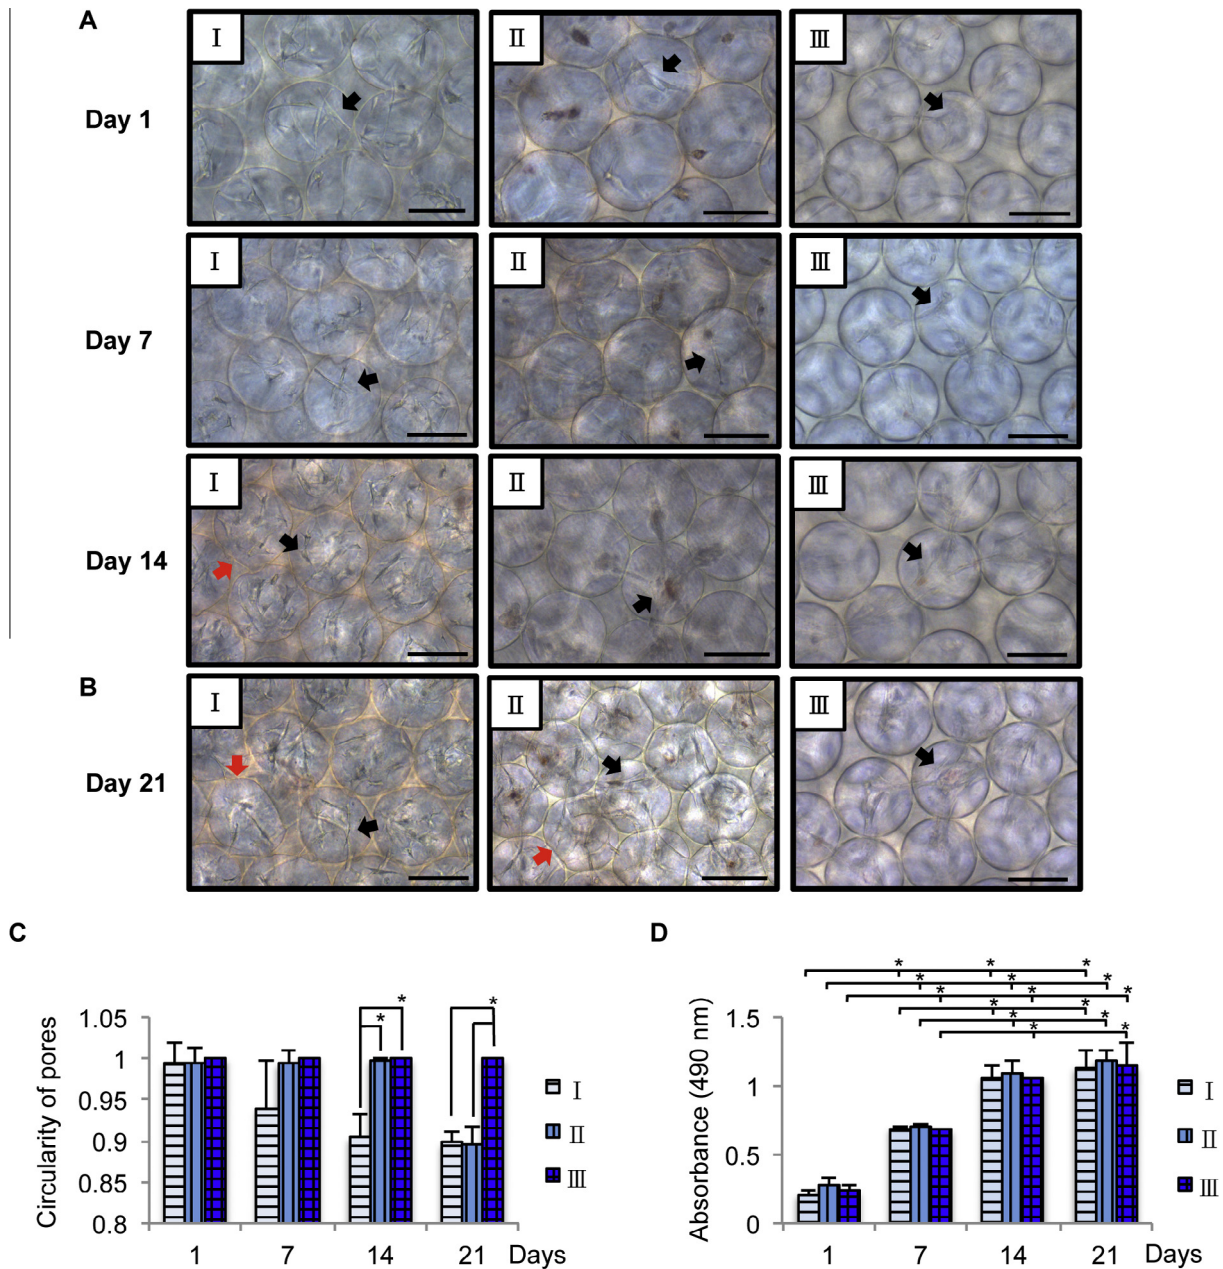 A
Ⅰ Ⅱ Ⅲ
Day 1
Ⅰ Ⅱ Ⅲ
Day 7
Ⅰ Ⅱ Ⅲ
Day 14
B
Ⅰ Ⅱ Ⅲ
Day 21
C
Circularity of pores
1.05
1
0.95
0.9
0.85
0.8
* * *
1 7 14 21 Days
Ⅰ
Ⅱ
Ⅲ
D
Absorbance (490 nm)
1.5
1
0.5
0
* * *
* * *
* * *
* *
* *
* *
1 7 14 21 Days
Ⅰ
Ⅱ
Ⅲ